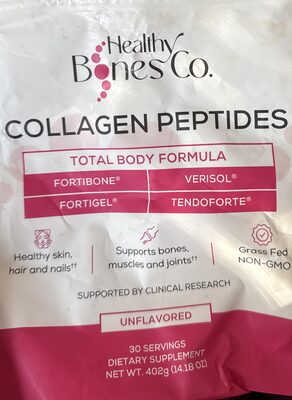 Healthy
Bones Co.
COLLAGEN PEPTIDES
TOTAL BODY FORMULA
FORTIBONE® VERISOL®
FORTIGEL® TENDOFORTE®
Healthy skin,
hair and nails††
Supports bones,
muscles and joints††
Grass Fed
NON-GMO
SUPPORTED BY CLINICAL RESEARCH
UNFLAVORED
30 SERVINGS
DIETARY SUPPLEMENT
NET WT. 402g (14.18 OZ)